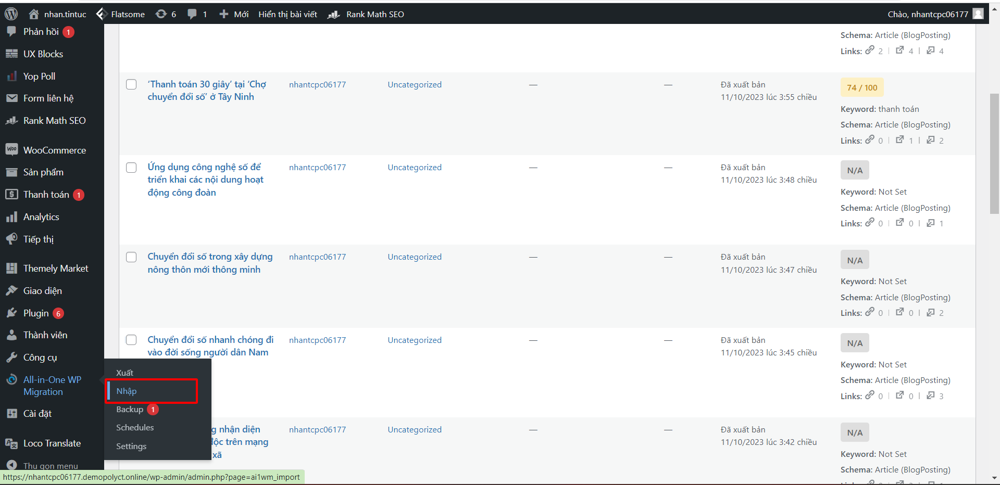 nhan.tintuc Flatsome 6 1 Mới Hiển thị bài viết Rank Math SEO Chào, nhantcpc06177
Phản hồi 1
UX Blocks
Yop Poll
Form liên hệ
Rank Math SEO
WooCommerce
Sản phẩm
Thanh toán 1
Analytics
Tiếp thị
Themely Market
Giao diện
Plugin 6
Thành viên
Công cụ
All-in-One WP
Migration
Cài đặt
Loco Translate
Thu gọn menu
Xuất
Nhập
Backup 1
Schedules
Settings
Schema: Article (BlogPosting)
Links: 2 | 4 | 4
‘Thanh toán 30 giây’ tại ‘Chợ
chuyển đổi số’ ở Tây Ninh
nhantcpc06177
Uncategorized
—
—
Đã xuất bản
11/10/2023 lúc 3:55 chiều
74 / 100
Keyword: thanh toán
Schema: Article (BlogPosting)
Links: 0 | 1 | 2
Ứng dụng công nghệ số để
triển khai các nội dung hoạt
động công đoàn
nhantcpc06177
Uncategorized
—
—
Đã xuất bản
11/10/2023 lúc 3:48 chiều
N/A
Keyword: Not Set
Schema: Article (BlogPosting)
Links: 0 | 0 | 1
Chuyển đổi số trong xây dựng
nông thôn mới thông minh
nhantcpc06177
Uncategorized
—
—
Đã xuất bản
11/10/2023 lúc 3:47 chiều
N/A
Keyword: Not Set
Schema: Article (BlogPosting)
Links: 0 | 0 | 2
Chuyển đổi số nhanh chóng đi
vào đời sống người dân Nam
nhantcpc06177
Uncategorized
—
—
Đã xuất bản
11/10/2023 lúc 3:45 chiều
N/A
Keyword: Not Set
Schema: Article (BlogPosting)
Links: 0 | 0 | 3
g nhận diện
độc trên mạng
xã
nhantcpc06177
Uncategorized
—
—
Đã xuất bản
11/10/2023 lúc 3:42 chiều
N/A
Keyword: Not Set
Schema: Article (BlogPosting)
https://nhantcpc06177.demopolyct.online/wp-admin/admin.php?page=ai1wm_import